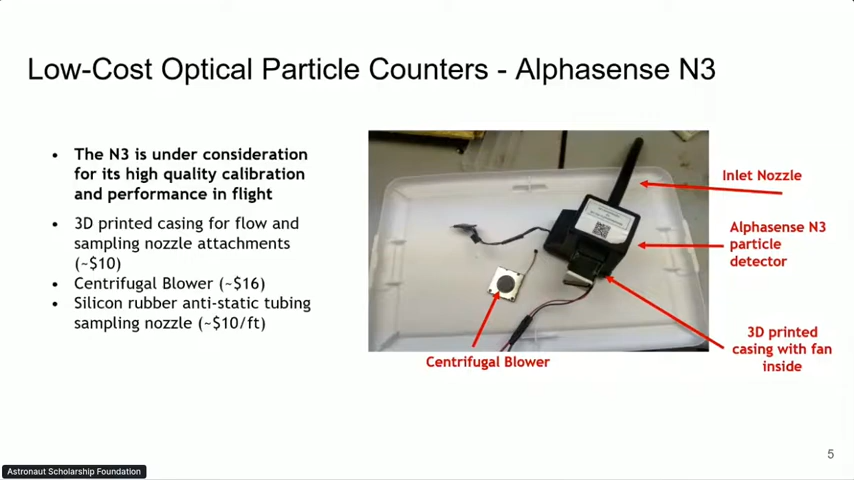 Low-Cost Optical Particle Counters - Alphasense N3
• The N3 is under consideration
for its high quality calibration
and performance in flight
• 3D printed casing for flow and
sampling nozzle attachments
(~$10)
• Centrifugal Blower (~$16)
• Silicon rubber anti-static tubing
sampling nozzle (~$10/ft)
Inlet Nozzle
Alphasense N3
particle
detector
3D printed
casing with fan
inside
Centrifugal Blower
5
Astronaut Scholarship Foundation